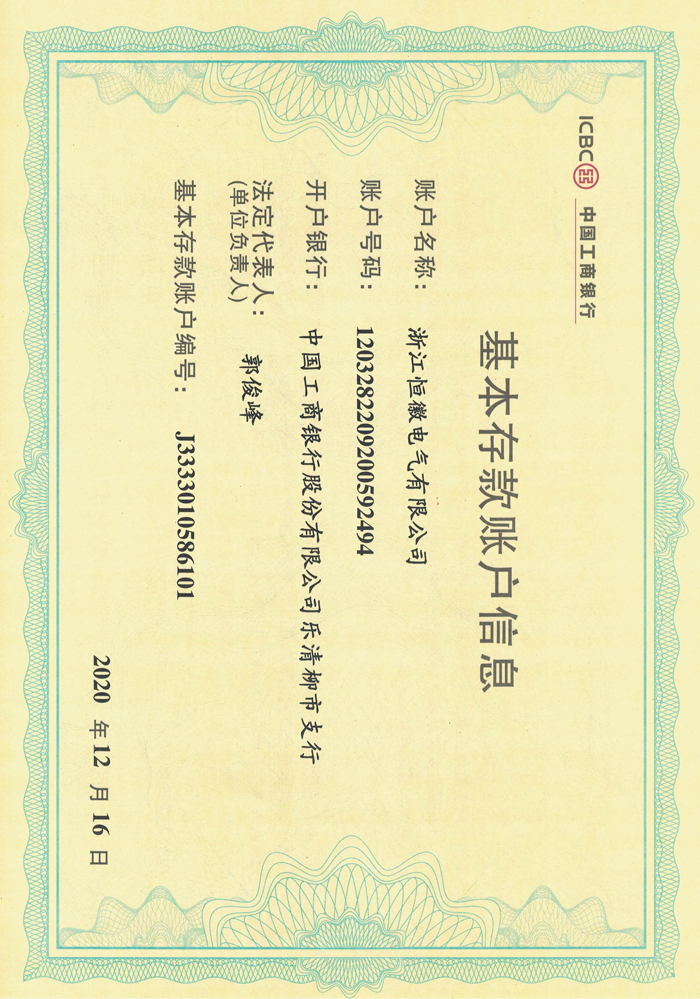 ICBC 中国工商银行
基本存款账户信息
账户名称: 浙江恒徽电气有限公司
账户号码: 1203282209200592494
开户银行: 中国工商银行股份有限公司乐清柳市支行
法定代表人: 郭俊峰
(单位负责人)
基本存款账户编号: J3333010586101
2020 年 12 月 16 日